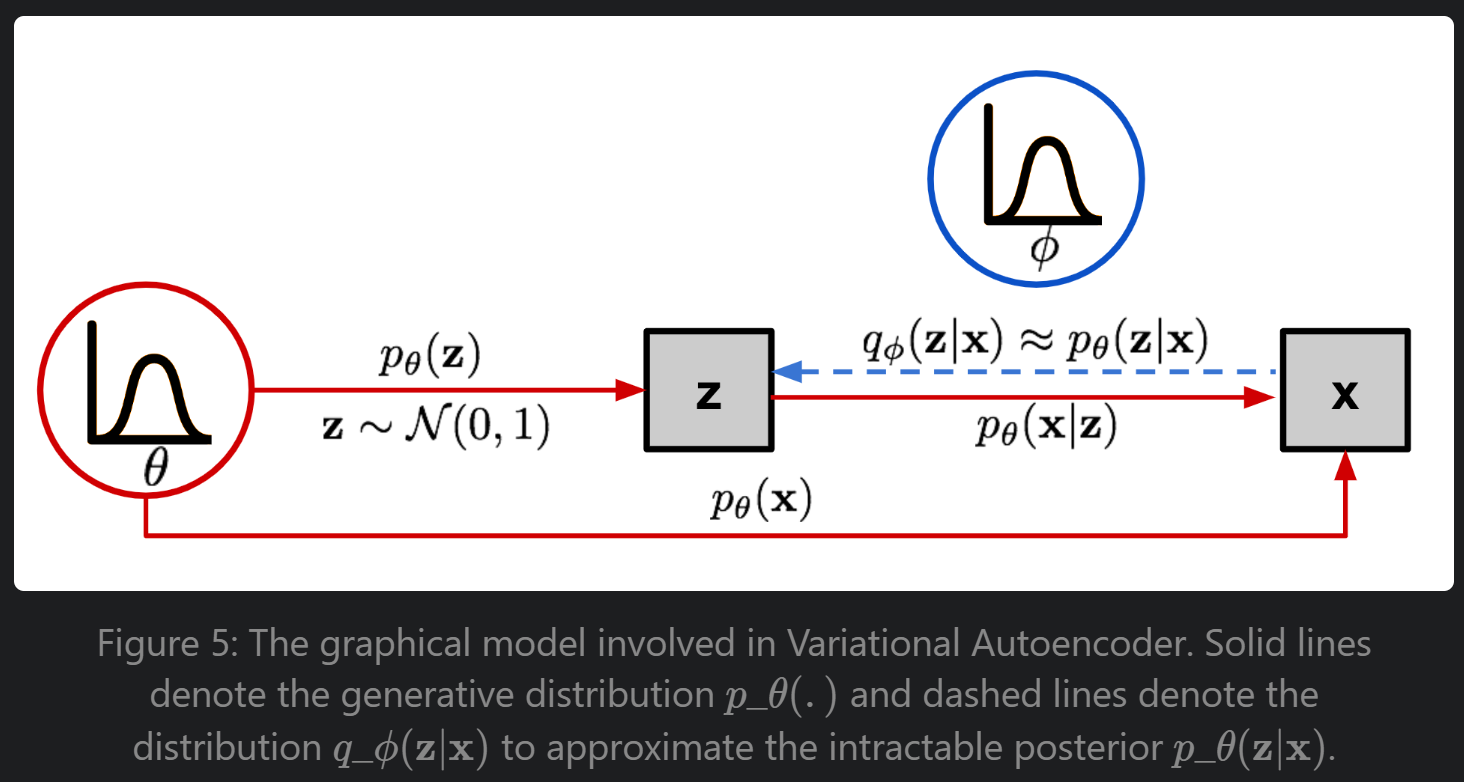 ϕ
q_ϕ(z|x) ≈ p_θ(z|x)
p_θ(z)
z
x
z ∼ 𝒩(0, 1)
p_θ(x|z)
θ
p_θ(x)
Figure 5: The graphical model involved in Variational Autoencoder. Solid lines
denote the generative distribution p_θ(.) and dashed lines denote the
distribution q_ϕ(z|x) to approximate the intractable posterior p_θ(z|x).